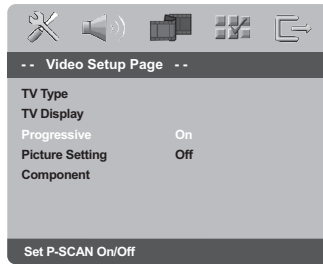 - - Video Setup Page - -
TV Type
TV Display
Progressive On
Picture Setting Off
Component
Set P-SCAN On/Off